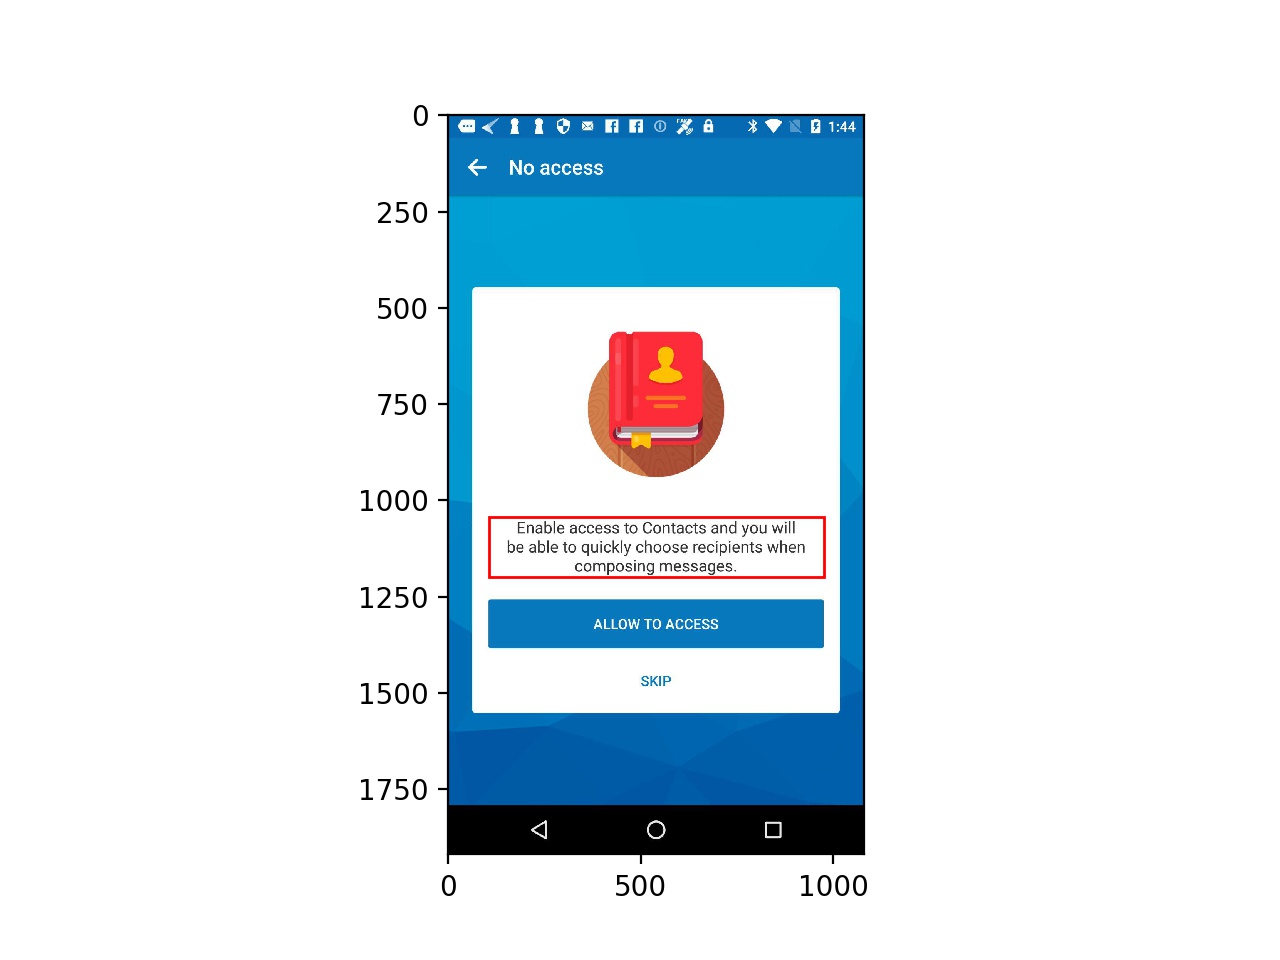 0
250
500
750
1000
1250
1500
1750
1:44
No access
Enable access to Contacts and you will
be able to quickly choose recipients when
composing messages.
ALLOW TO ACCESS
SKIP
0
500
1000